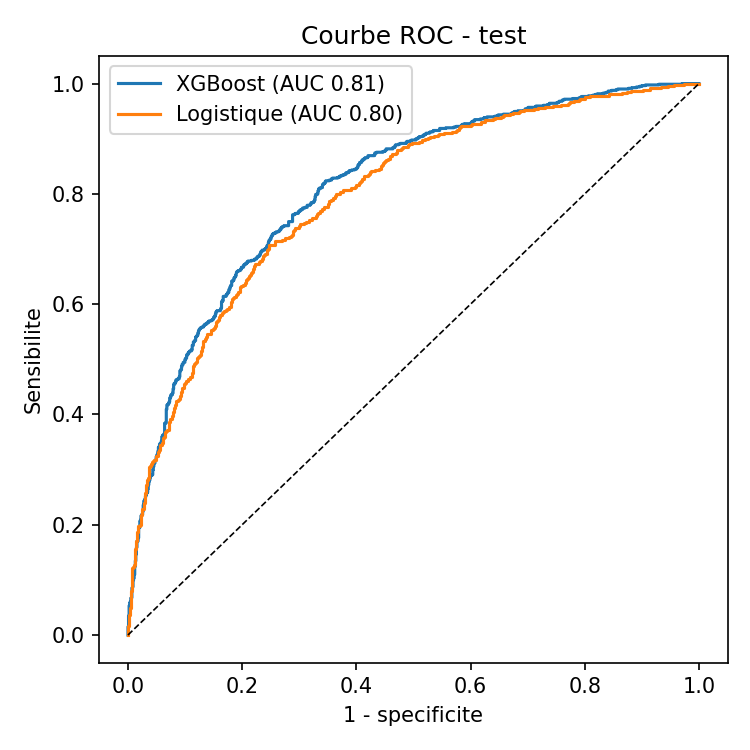 Courbe ROC - test
XGBoost (AUC 0.81)
Logistique (AUC 0.80)
1.0
0.8
0.6
0.4
0.2
0.0
Sensibilite
0.0 0.2 0.4 0.6 0.8 1.0
1 - specificite